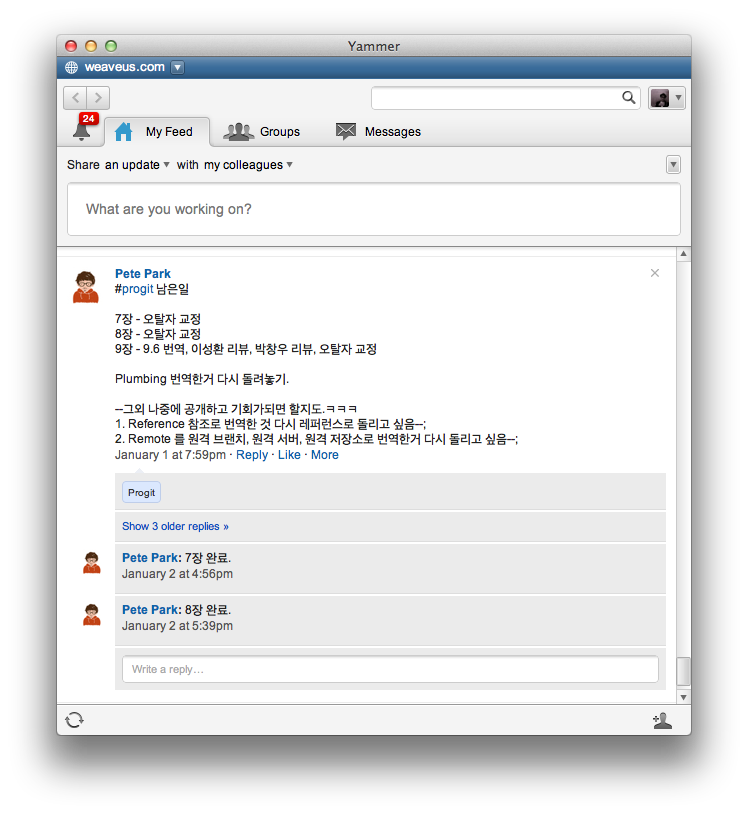 Yammer
weaveus.com
24
My Feed
Groups
Messages
Share an update with my colleagues
What are you working on?
Pete Park
#progit 남은일
7장 - 오탈자 교정
8장 - 오탈자 교정
9장 - 9.6 번역, 이성환 리뷰, 박창우 리뷰, 오탈자 교정
Plumbing 번역한거 다시 돌려놓기.
--그외 나중에 공개하고 기회가되면 할지도.ㅋㅋㅋ
1. Reference 참조로 번역한 것 다시 레퍼런스로 돌리고 싶음--;
2. Remote 를 원격 브랜치, 원격 서버, 원격 저장소로 번역한거 다시 돌리고 싶음--;
January 1 at 7:59pm · Reply · Like · More
Progit
Show 3 older replies »
Pete Park: 7장 완료.
January 2 at 4:56pm
Pete Park: 8장 완료.
January 2 at 5:39pm
Write a reply...